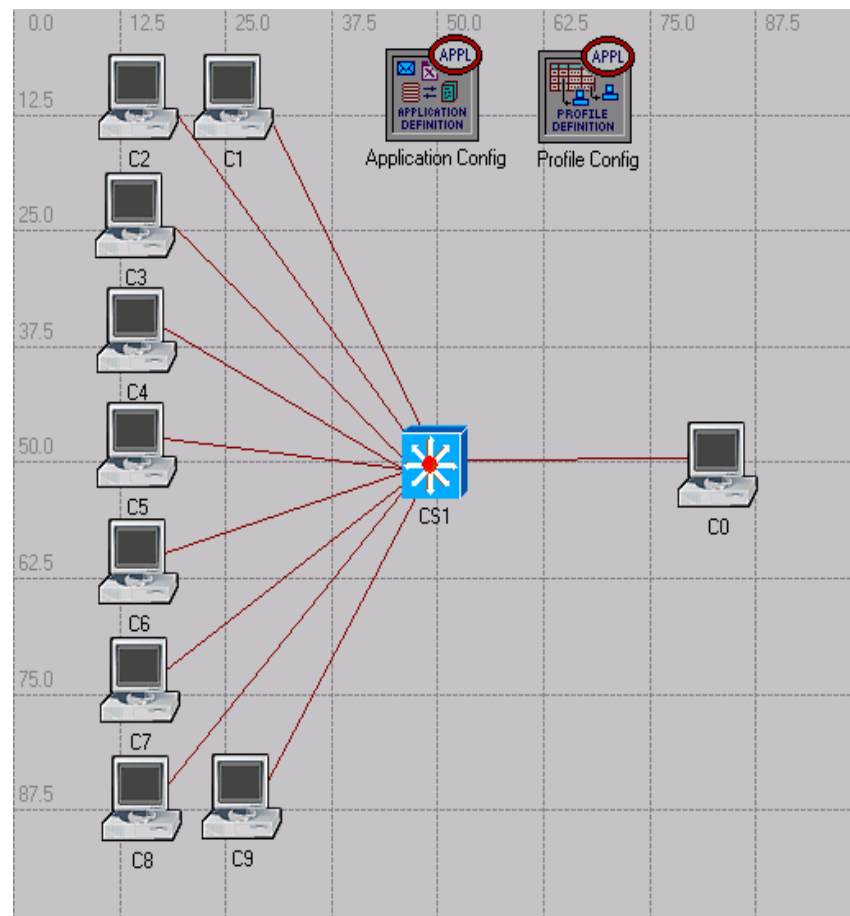 0.0 12.5 25.0 37.5 50.0 62.5 75.0 87.5
APPL
APPLICATION
DEFINITION
Application Config
APPL
PROFILE
DEFINITION
Profile Config
12.5
C2 C1
25.0
C3
37.5
C4
50.0
C5
CS1
C0
62.5
C6
75.0
C7
87.5
C8 C9